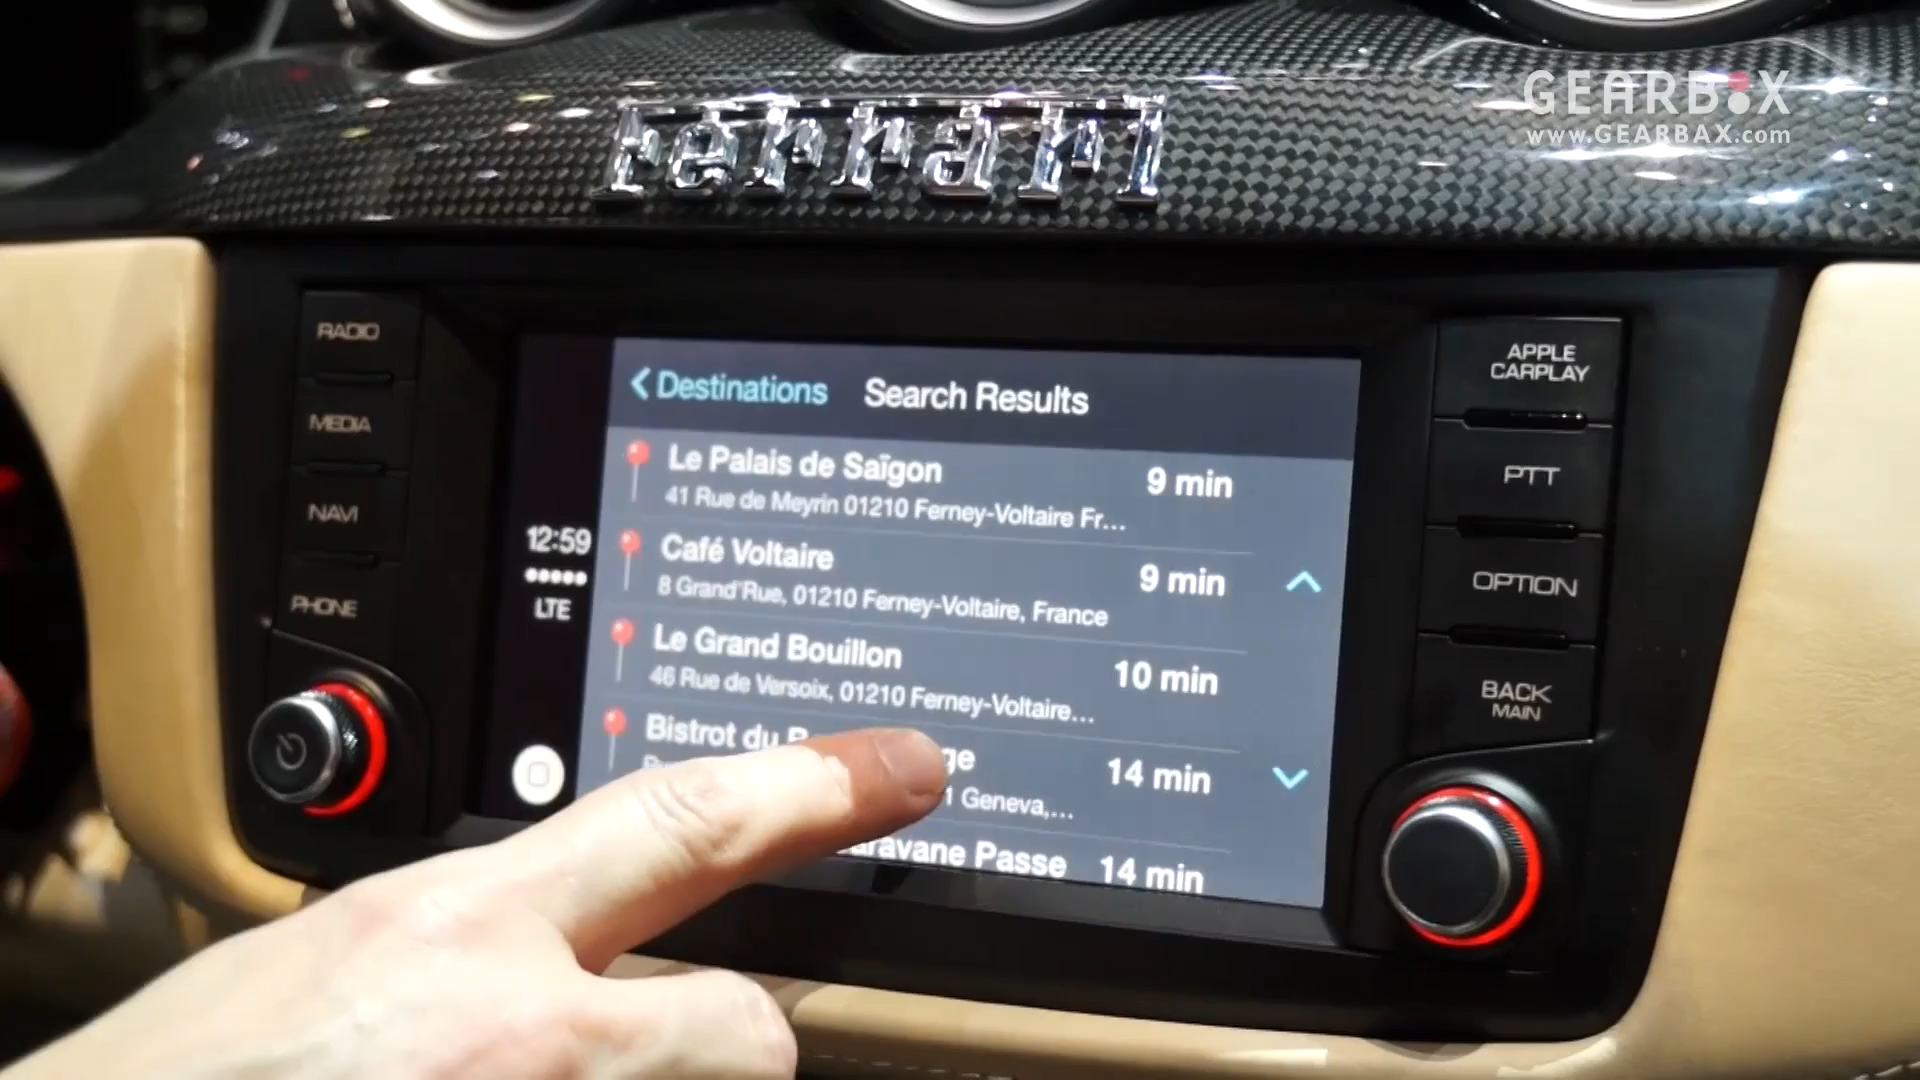 GEARBOX
www.GEARBAX.com
Ferrari
RADIO
MEDIA
NAVI
PHONE
12:59
LTE
Destinations Search Results
Le Palais de Saïgon 9 min
41 Rue de Meyrin 01210 Ferney-Voltaire Fr...
Café Voltaire 9 min
8 Grand'Rue, 01210 Ferney-Voltaire, France
Le Grand Bouillon 10 min
46 Rue de Versoix, 01210 Ferney-Voltaire...
Bistrot du 14 min
Geneva,...
Passe 14 min
APPLE
CARPLAY
PTT
OPTION
BACK
MAIN